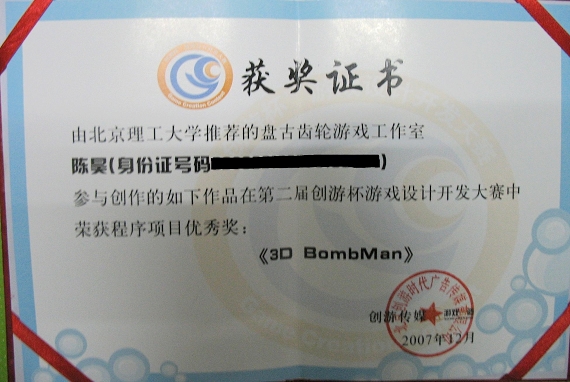 获奖证书
由北京理工大学推荐的盘古齿轮游戏工作室
陈昊(身份证号码)
参与创作的如下作品在第二届创游杯游戏设计开发大赛中
荣获程序项目优秀奖：
《3D BombMan》
创游传媒
2007年12月